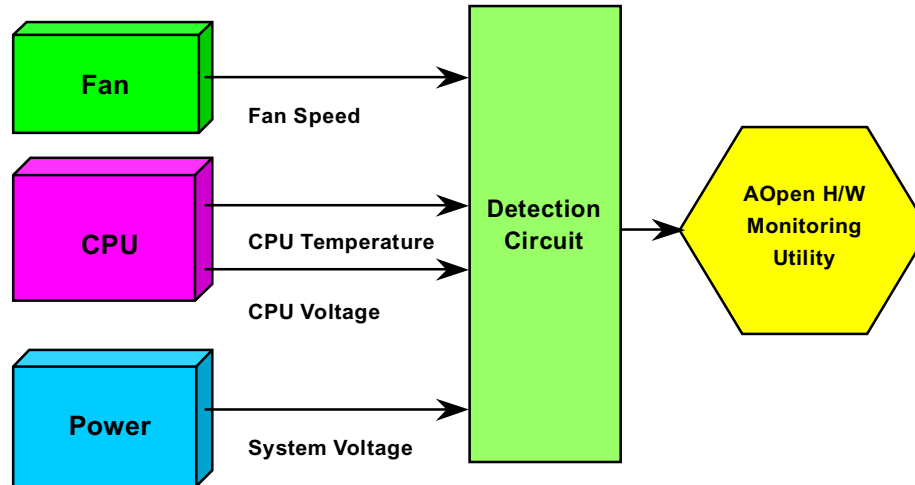 Fan
Fan Speed
CPU
CPU Temperature
CPU Voltage
Power
System Voltage
Detection
Circuit
AOpen H/W
Monitoring
Utility